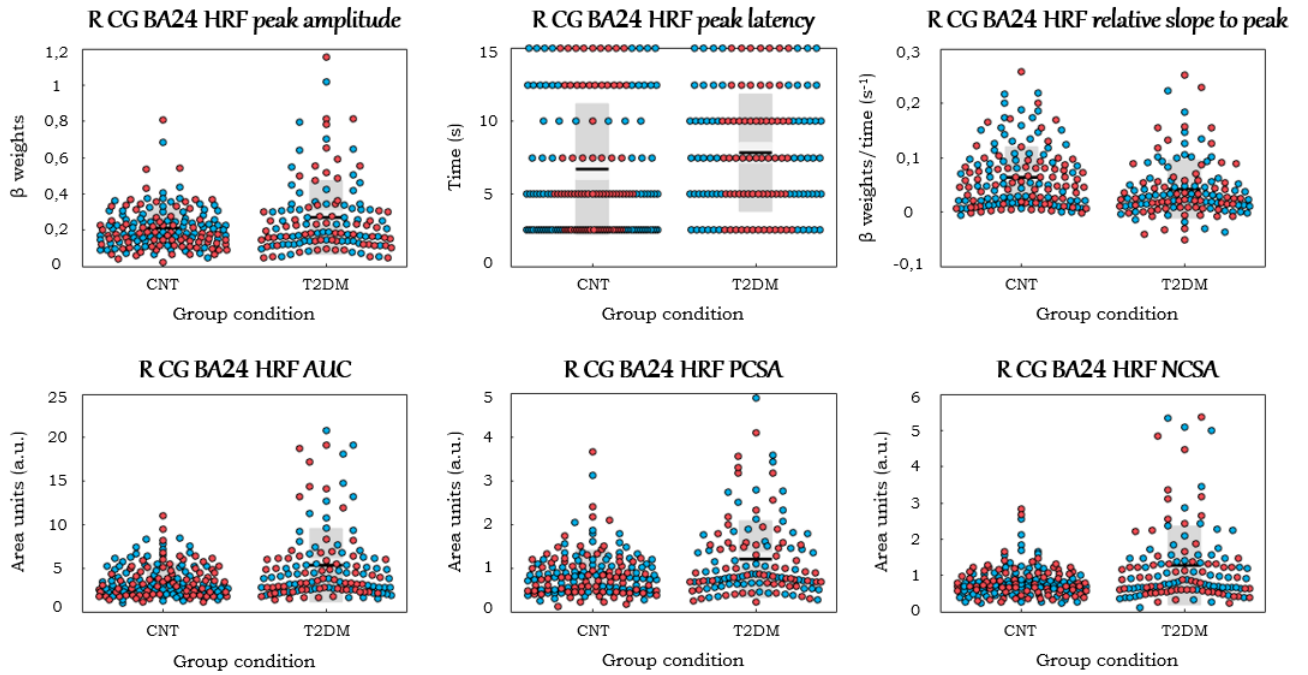 R CG BA24 HRF peak amplitude
β weights
1,2
1
0,8
0,6
0,4
0,2
0
CNT
T2DM
Group condition
R CG BA24 HRF peak latency
Time (s)
15
10
5
0
CNT
T2DM
Group condition
R CG BA24 HRF relative slope to peak
β weights/time (s⁻¹)
0,3
0,2
0,1
0
-0,1
CNT
T2DM
Group condition
R CG BA24 HRF AUC
Area units (a.u.)
25
20
15
10
5
0
CNT
T2DM
Group condition
R CG BA24 HRF PCSA
Area units (a.u.)
5
4
3
2
1
0
CNT
T2DM
Group condition
R CG BA24 HRF NCSA
Area units (a.u.)
6
5
4
3
2
1
0
CNT
T2DM
Group condition